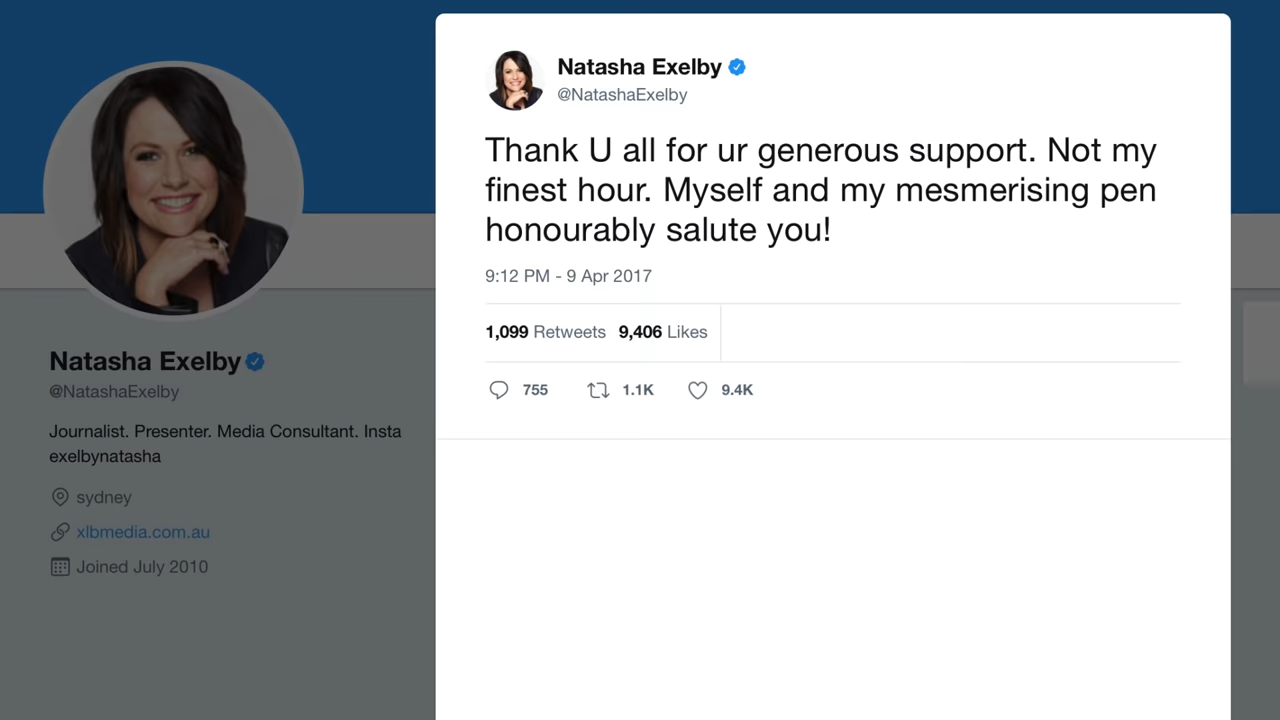 Natasha Exelby
@NatashaExelby
Journalist. Presenter. Media Consultant. Insta
exelbynatasha
sydney
xlbmedia.com.au
Joined July 2010
Natasha Exelby
@NatashaExelby
Thank U all for ur generous support. Not my
finest hour. Myself and my mesmerising pen
honourably salute you!
9:12 PM - 9 Apr 2017
1,099 Retweets 9,406 Likes
755 1.1K 9.4K